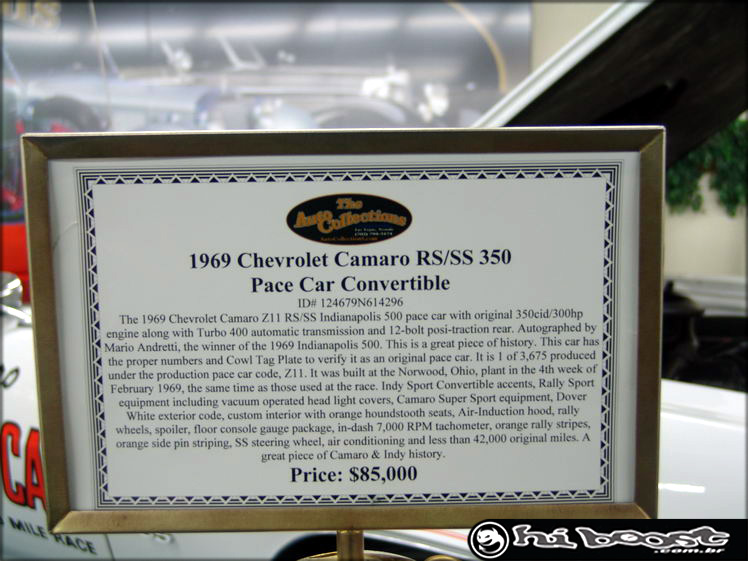 The
Auto Collections
Las Vegas, Nevada
AutoCollections.com
1969 Chevrolet Camaro RS/SS 350
Pace Car Convertible
ID# 124679N614296
The 1969 Chevrolet Camaro Z11 RS/SS Indianapolis 500 pace car with original 350cid/300hp
engine along with Turbo 400 automatic transmission and 12-bolt posi-traction rear. Autographed by
Mario Andretti, the winner of the 1969 Indianapolis 500. This is a great piece of history. This car has
the proper numbers and Cowl Tag Plate to verify it as an original pace car. It is 1 of 3,675 produced
under the production pace car code, Z11. It was built at the Norwood, Ohio, plant in the 4th week of
February 1969, the same time as those used at the race. Indy Sport Convertible accents, Rally Sport
equipment including vacuum operated head light covers, Camaro Super Sport equipment, Dover
White exterior code, custom interior with orange houndstooth seats, Air-Induction hood, rally
wheels, spoiler, floor console gauge package, in-dash 7,000 RPM tachometer, orange rally stripes,
orange side pin striping, SS steering wheel, air conditioning and less than 42,000 original miles. A
great piece of Camaro & Indy history.
Price: $85,000
CA
MILE RACE
hi boost
.com.br